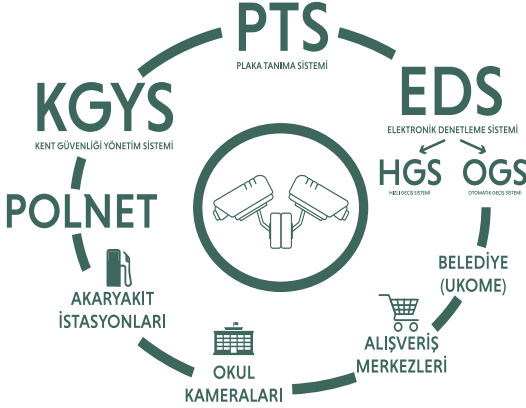 PTS
PLAKA TANIMA SİSTEMİ
KGYS
KENT GÜVENLİĞİ YÖNETİM SİSTEMİ
EDS
ELEKTRONİK DENETLEME SİSTEMİ
HGS
HIZLI GEÇİŞ SİSTEMİ
OGS
OTOMATİK GEÇİŞ SİSTEMİ
POLNET
BELEDİYE
(UKOME)
AKARYAKIT
İSTASYONLARI
ALIŞVERİŞ
MERKEZLERİ
OKUL
KAMERALARI